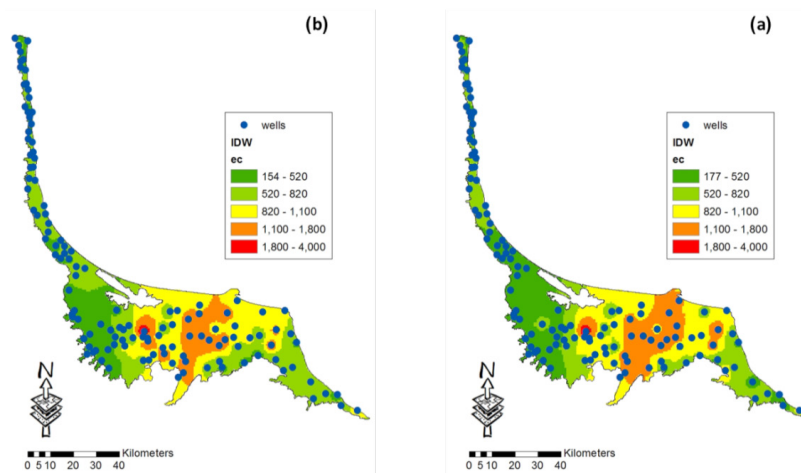 (b)
wells
IDW
ec
154 - 520
520 - 820
820 - 1,100
1,100 - 1,800
1,800 - 4,000
N
Kilometers
0 5 10 20 30 40
(a)
wells
IDW
ec
177 - 520
520 - 820
820 - 1,100
1,100 - 1,800
1,800 - 4,000
N
Kilometers
0 5 10 20 30 40